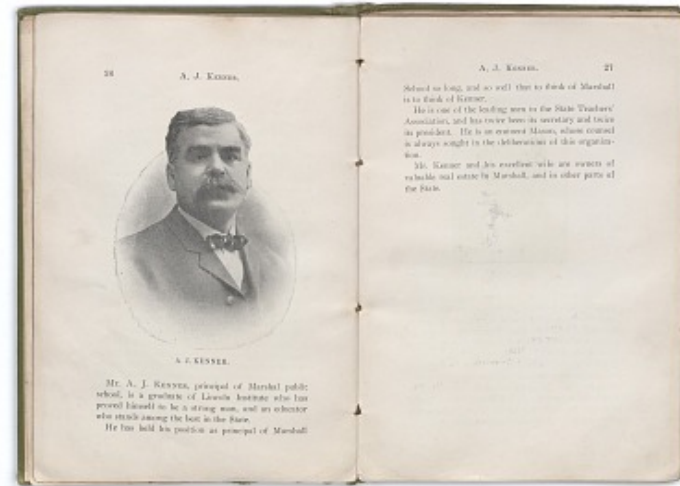 26
A. J. Kenner.
A. J. KENNER.
Mr. A. J. Kenner, principal of Marshal public
school, is a graduate of Lincoln Institute who has
proved himself to be a strong man, and an educator
who stands among the best in the State.
He has held his position as principal of Marshall
A. J. Kenner.
27
School so long, and so well that to think of Marshall
is to think of Kenner.
He is one of the leading men in the State Teachers'
Association, and has twice been its secretary and twice
its president. He is an eminent Mason, whose counsel
is always sought in the deliberation of this organiza-
tion.
Mr. Kenner and his excellent wife are owners of
valuable real estate in Marshall, and in other parts of
the State.